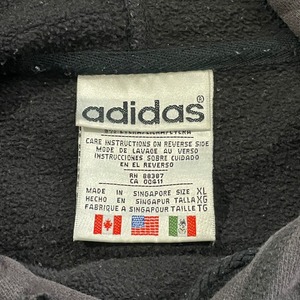 adidas®
CARE INSTRUCTIONS ON REVERSE SIDE
MODE DE LAVAGE AU VERSO
INSTRUCCIONES SOBRE CUIDADO
EN EL REVERSO
RN 88387
CA 00411
MADE IN SINGAPORE SIZE XL
HECHO EN SINGAPUR TALLA XG
FABRIQUÉ A SINGAPOUR TAILLE TG